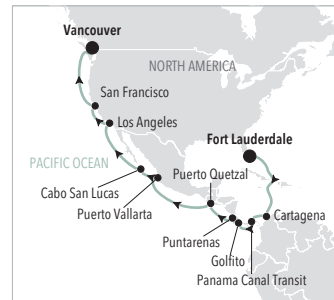 Vancouver
NORTH AMERICA
San Francisco
Los Angeles
Fort Lauderdale
PACIFIC OCEAN
Puerto Quetzal
Cabo San Lucas
Puerto Vallarta
Cartagena
Puntarenas
Golfito
Panama Canal Transit